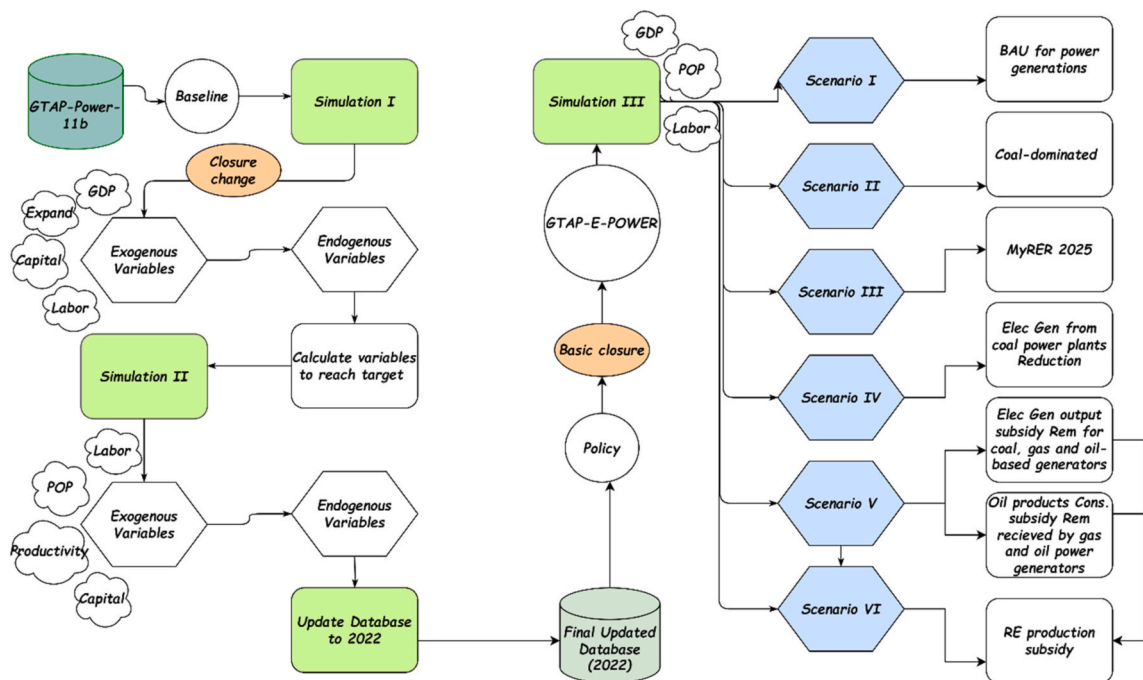 GTAP-Power-
11b
Baseline
Simulation I
Closure
change
GDP
Expand
Capital
Labor
Exogenous
Variables
Endogenous
Variables
Calculate variables
to reach target
Simulation II
Labor
POP
Productivity
Capital
Exogenous
Variables
Endogenous
Variables
Update Database
to 2022
Final Updated
Database
(2022)
Policy
Basic closure
GTAP-E-POWER
Simulation III
GDP
POP
Labor
Scenario I
BAU for power
generations
Scenario II
Coal-dominated
Scenario III
MyRER 2025
Scenario IV
Elec Gen from
coal power plants
Reduction
Scenario V
Elec Gen output
subsidy Rem for
coal, gas and oil-
based generators
Oil products Cons.
subsidy Rem
recieved by gas
and oil power
generators
Scenario VI
RE production
subsidy